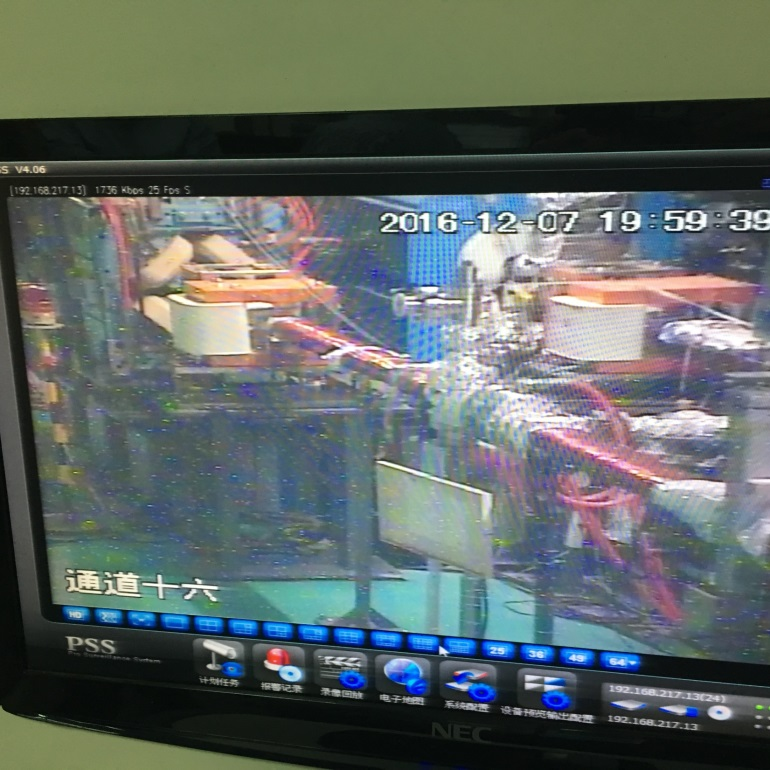 SS V4.06
[192.168.217.13] 1736 Kbps 25 Fps S
2016-12-07 19:59:39
通道十六
HD 25 36 49 64
PSS
计划任务 报警记录 录像回放 电子地图 系统配置 设备预览输出配置
192.168.217.13(24)
192.168.217.13
NEC